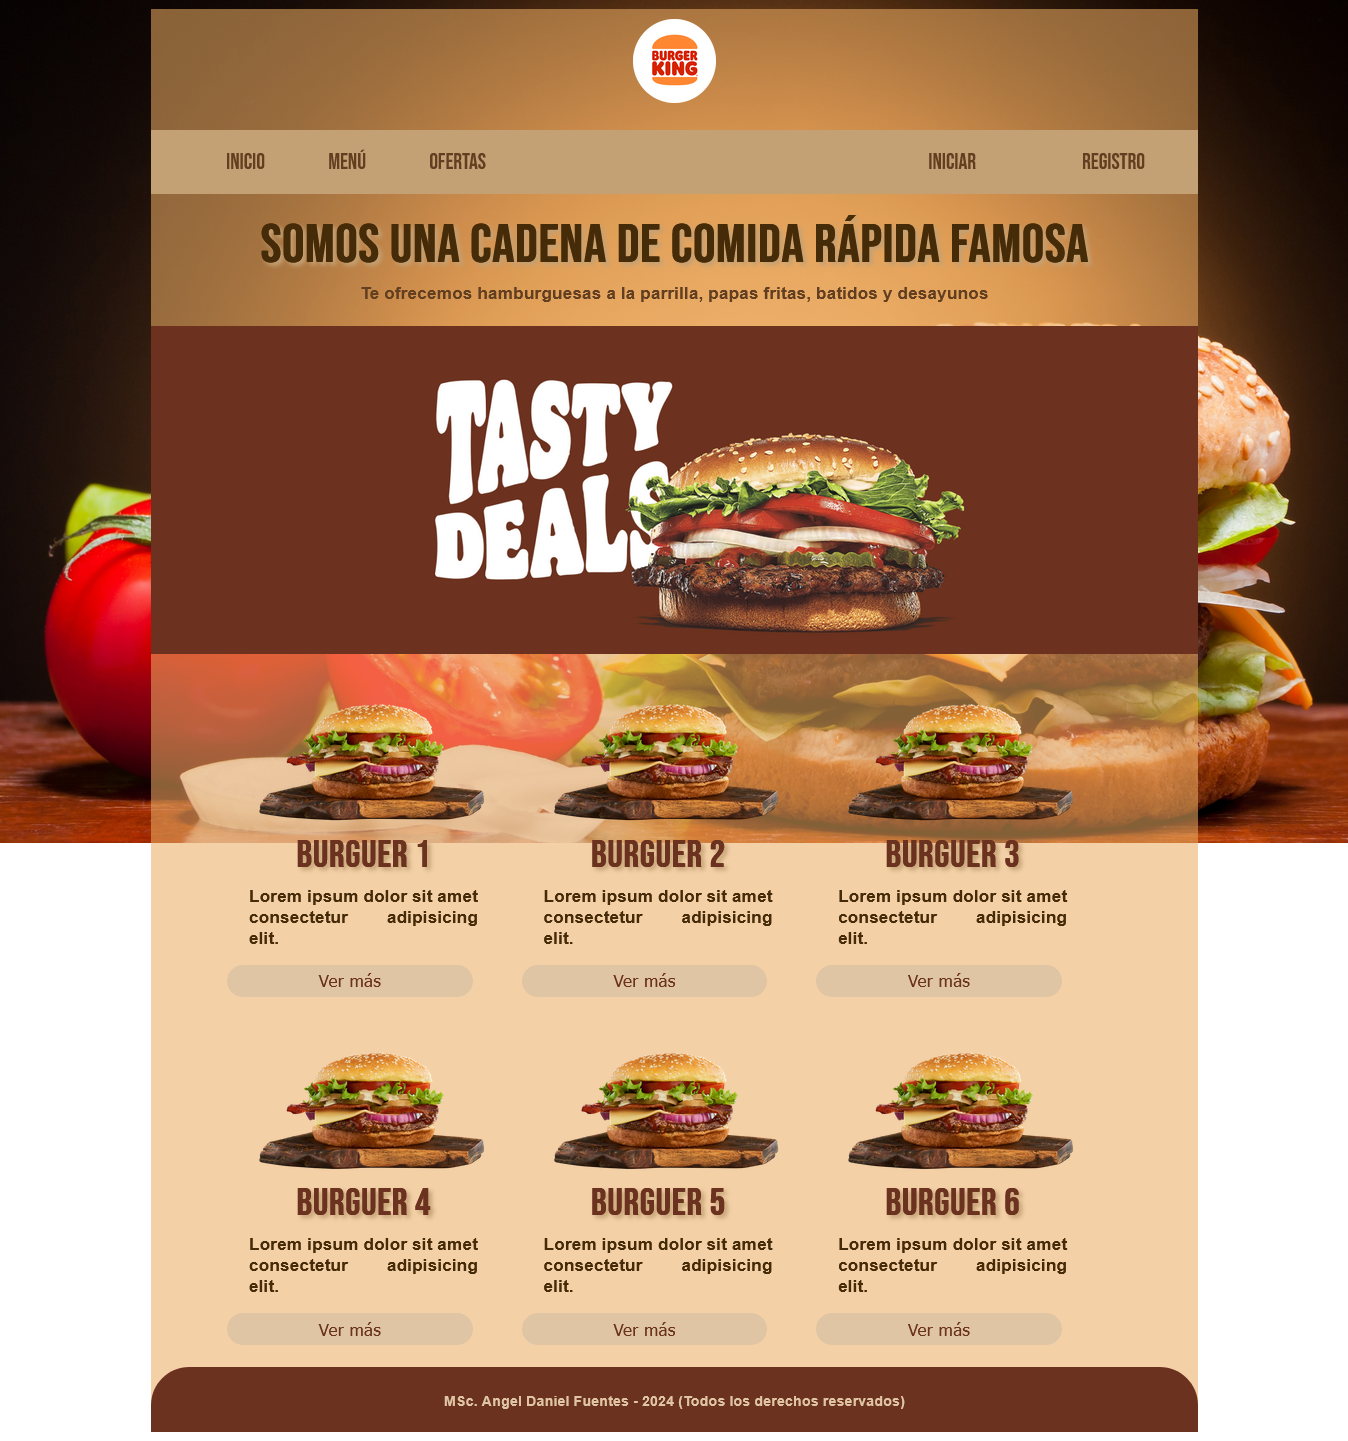 BURGER
KING
INICIO MENÚ OFERTAS INICIAR REGISTRO
SOMOS UNA CADENA DE COMIDA RÁPIDA FAMOSA
Te ofrecemos hamburguesas a la parrilla, papas fritas, batidos y desayunos
TASTY
DEALS
BURGUER 1
Lorem ipsum dolor sit amet
consectetur adipisicing
elit.
Ver más
BURGUER 2
Lorem ipsum dolor sit amet
consectetur adipisicing
elit.
Ver más
BURGUER 3
Lorem ipsum dolor sit amet
consectetur adipisicing
elit.
Ver más
BURGUER 4
Lorem ipsum dolor sit amet
consectetur adipisicing
elit.
Ver más
BURGUER 5
Lorem ipsum dolor sit amet
consectetur adipisicing
elit.
Ver más
BURGUER 6
Lorem ipsum dolor sit amet
consectetur adipisicing
elit.
Ver más
MSc. Angel Daniel Fuentes - 2024 (Todos los derechos reservados)